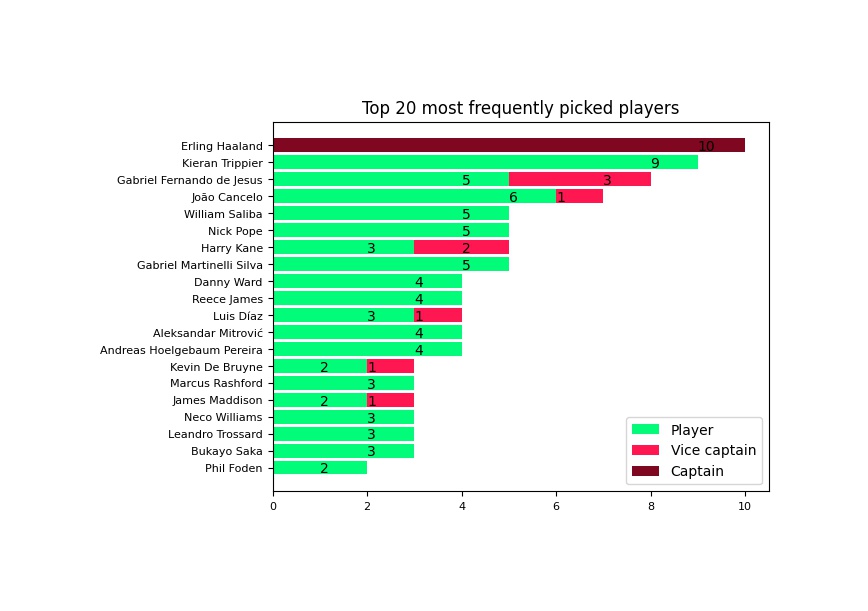 Top 20 most frequently picked players
Erling Haaland 10
Kieran Trippier 9
Gabriel Fernando de Jesus 5 3
João Cancelo 6 1
William Saliba 5
Nick Pope 5
Harry Kane 3 2
Gabriel Martinelli Silva 5
Danny Ward 4
Reece James 4
Luis Díaz 3 1
Aleksandar Mitrović 4
Andreas Hoelgebaum Pereira 4
Kevin De Bruyne 2 1
Marcus Rashford 3
James Maddison 2 1
Neco Williams 3
Leandro Trossard 3
Bukayo Saka 3
Phil Foden 2
Player
Vice captain
Captain
0 2 4 6 8 10